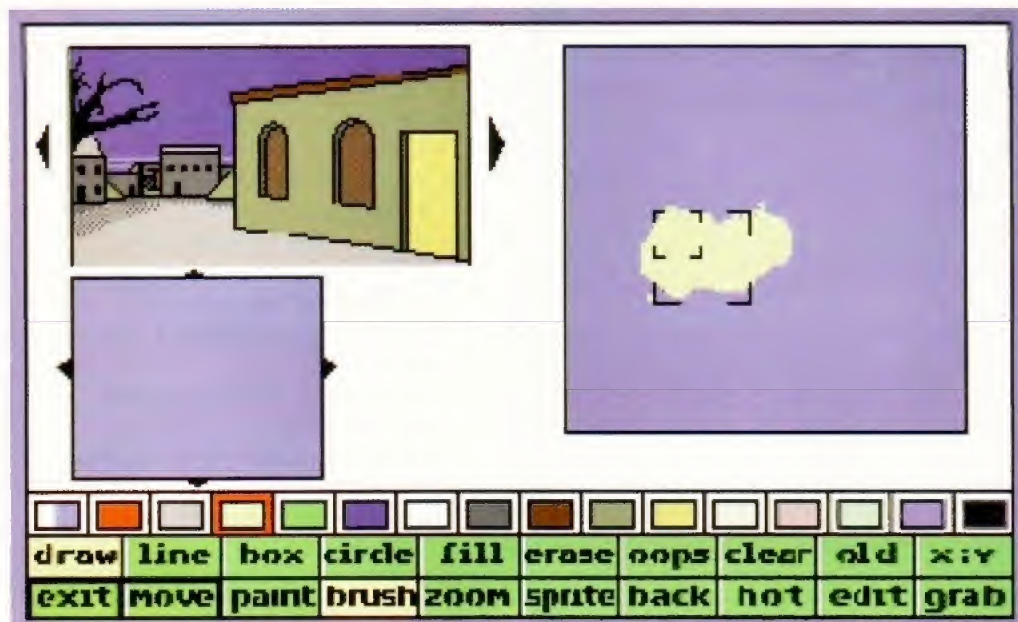 draw line box circle fill erase oops clear old x:y
exit move paint brush zoom sprite back hot edit grab